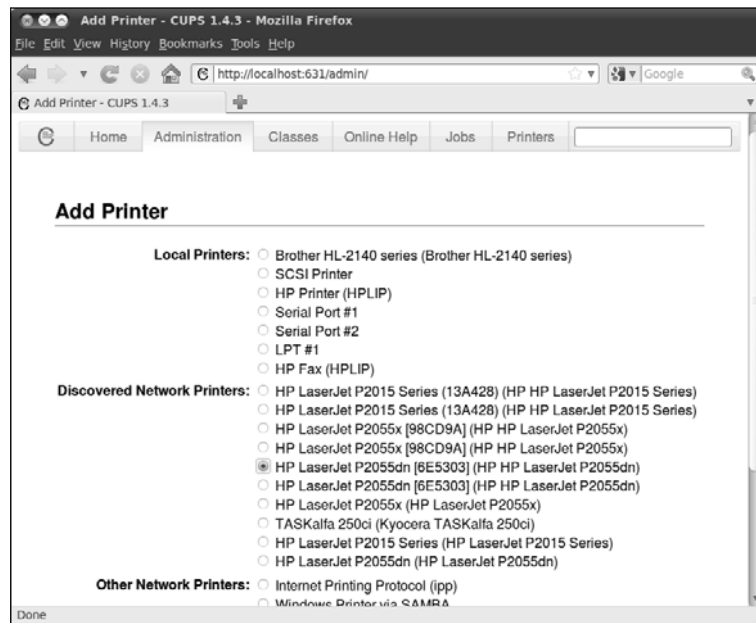 Add Printer - CUPS 1.4.3 - Mozilla Firefox
File Edit View History Bookmarks Tools Help
http://localhost:631/admin/ Google
Add Printer - CUPS 1.4.3
Home Administration Classes Online Help Jobs Printers
Add Printer
Local Printers: Brother HL-2140 series (Brother HL-2140 series)
SCSI Printer
HP Printer (HPLIP)
Serial Port #1
Serial Port #2
LPT #1
HP Fax (HPLIP)
Discovered Network Printers: HP LaserJet P2015 Series (13A428) (HP HP LaserJet P2015 Series)
HP LaserJet P2015 Series (13A428) (HP HP LaserJet P2015 Series)
HP LaserJet P2055x [98CD9A] (HP HP LaserJet P2055x)
HP LaserJet P2055x [98CD9A] (HP HP LaserJet P2055x)
HP LaserJet P2055dn [6E5303] (HP HP LaserJet P2055dn)
HP LaserJet P2055dn [6E5303] (HP HP LaserJet P2055dn)
HP LaserJet P2055x (HP LaserJet P2055x)
TASKalfa 250ci (Kyocera TASKalfa 250ci)
HP LaserJet P2015 Series (HP LaserJet P2015 Series)
HP LaserJet P2055dn (HP LaserJet P2055dn)
Other Network Printers: Internet Printing Protocol (ipp)
Windows Printer via SAMBA
Done